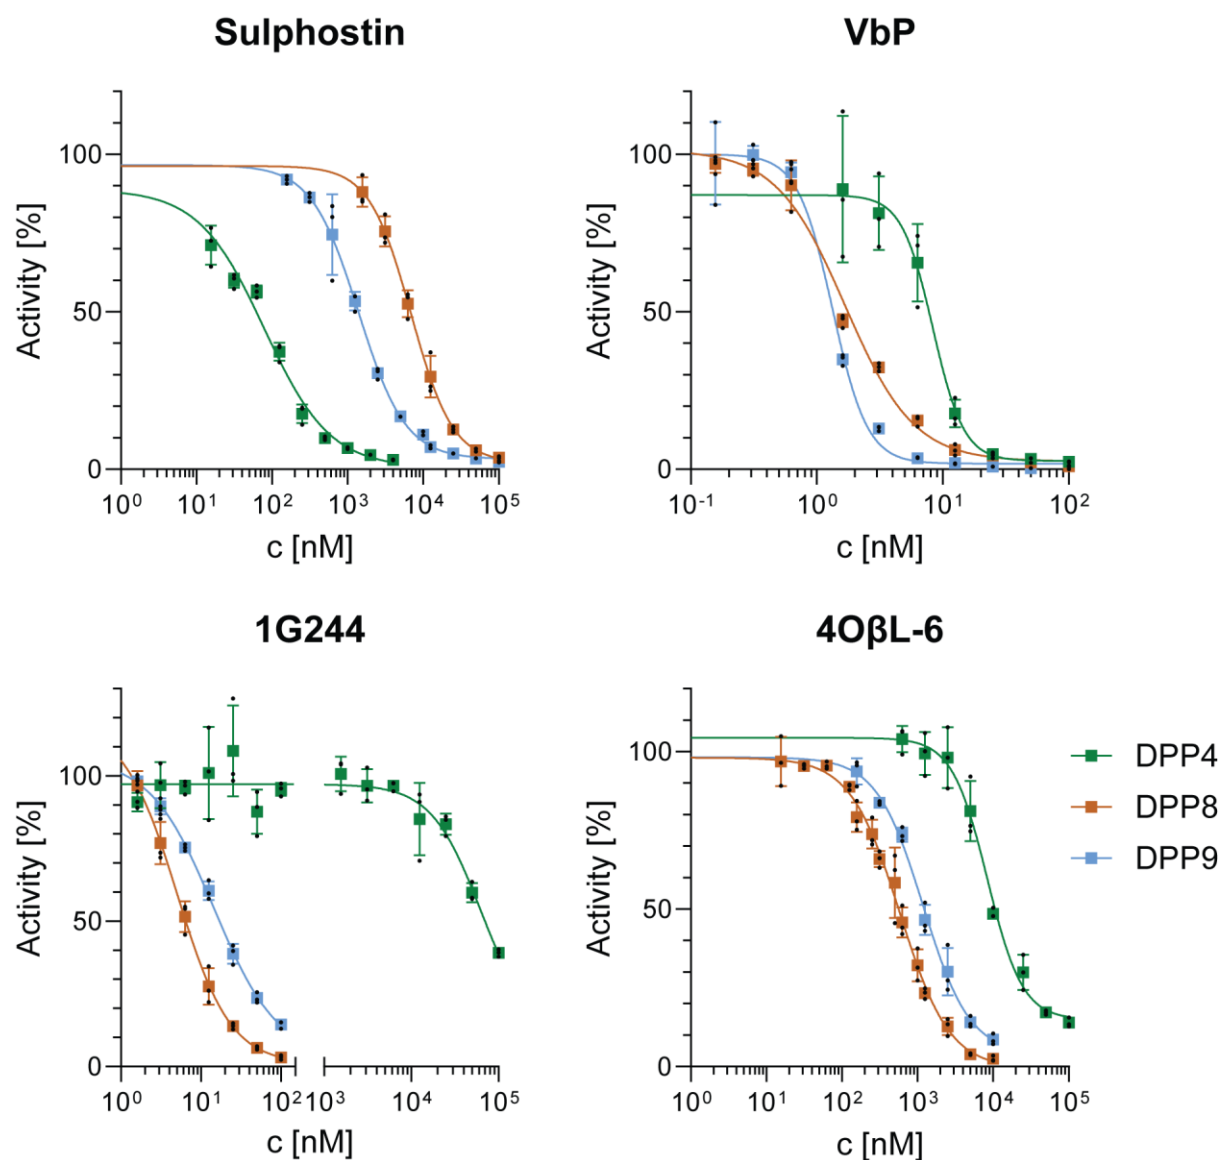 Sulphostin
Activity [%]
100
50
0
10⁰ 10¹ 10² 10³ 10⁴ 10⁵
c [nM]
VbP
Activity [%]
100
50
0
10⁻¹ 10⁰ 10¹ 10²
c [nM]
1G244
Activity [%]
100
50
0
10⁰ 10¹ 10² 10³ 10⁴ 10⁵
c [nM]
4OβL-6
Activity [%]
100
50
0
10⁰ 10¹ 10² 10³ 10⁴ 10⁵
c [nM]
DPP4
DPP8
DPP9